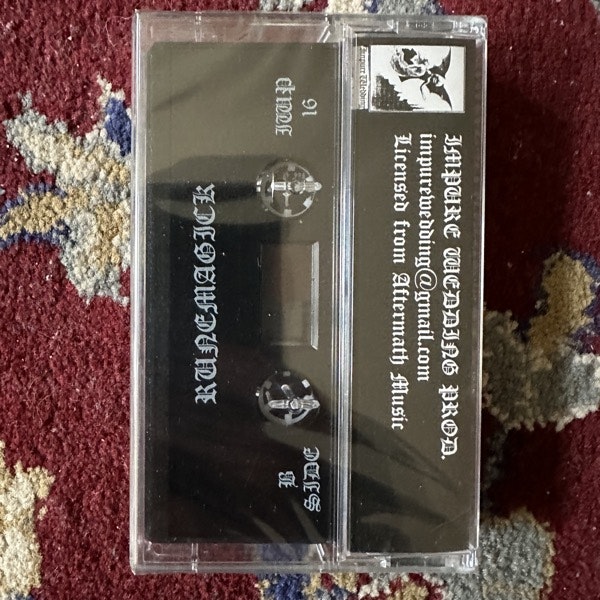 IMPURE WEDDING PROD.
impurewedding@gmail.com
Licensed from Aftermath Music
IWP
16
RUNEMAGICK
B
SIDE